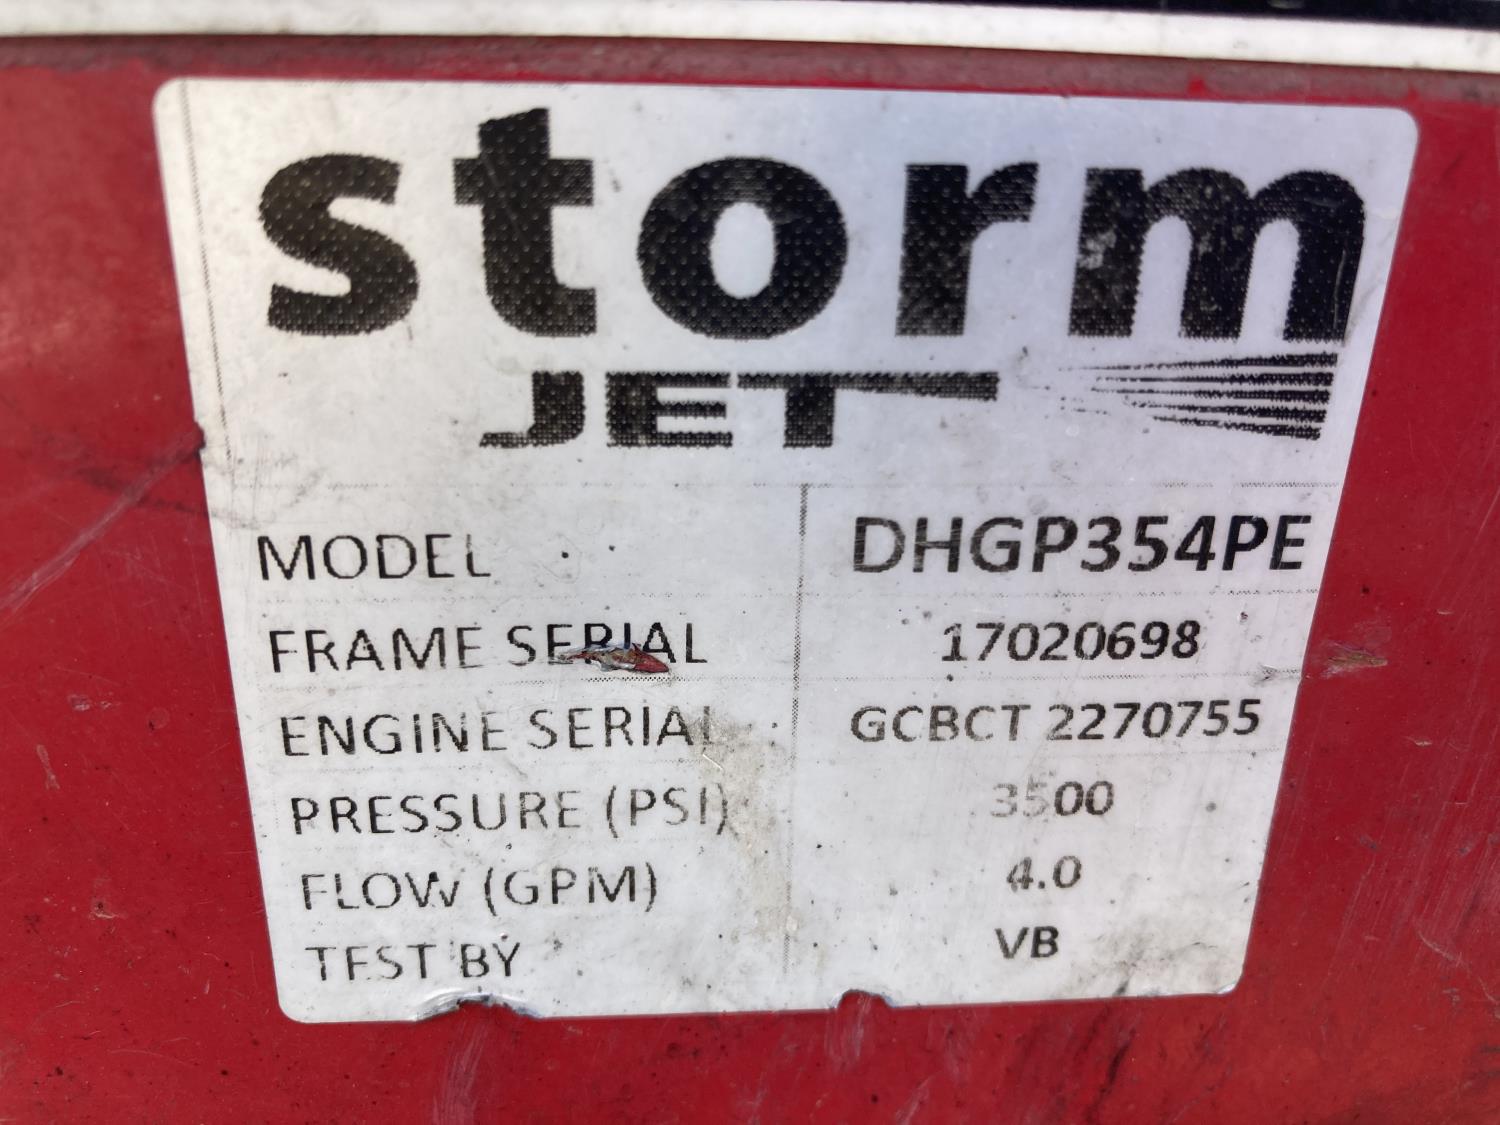 storm
JET
MODEL DHGP354PE
FRAME SERIAL 17020698
ENGINE SERIAL GCBCT 2270755
PRESSURE (PSI) 3500
FLOW (GPM) 4.0
TEST BY VB